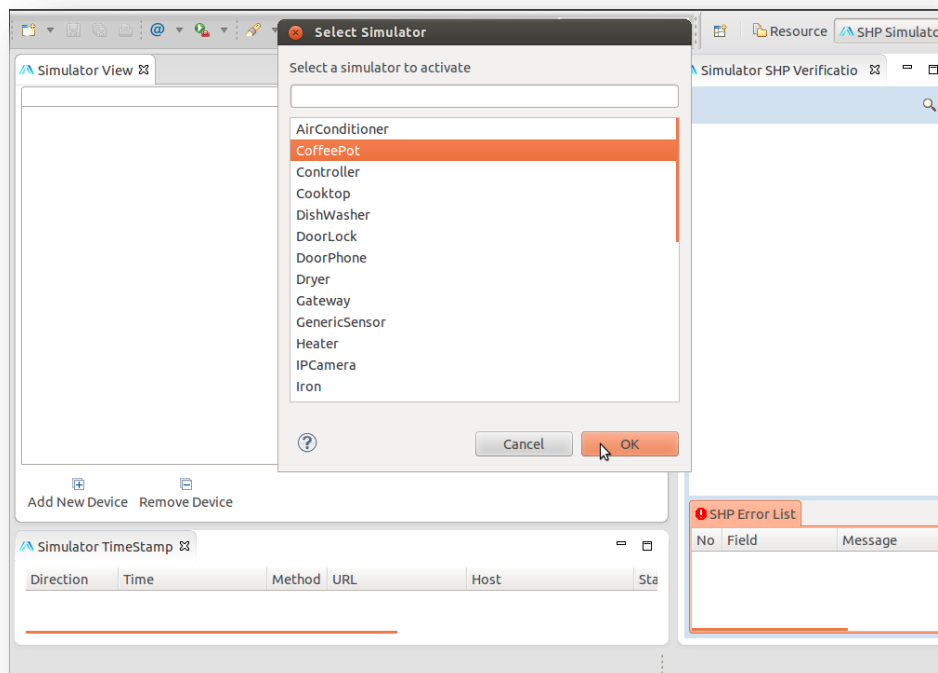 Select Simulator
Resource
SHP Simulato
Simulator View
Select a simulator to activate
Simulator SHP Verificatio
AirConditioner
CoffeePot
Controller
Cooktop
DishWasher
DoorLock
DoorPhone
Dryer
Gateway
GenericSensor
Heater
IPCamera
Iron
Cancel
OK
Add New Device
Remove Device
SHP Error List
No Field Message
Simulator TimeStamp
Direction Time Method URL Host Sta